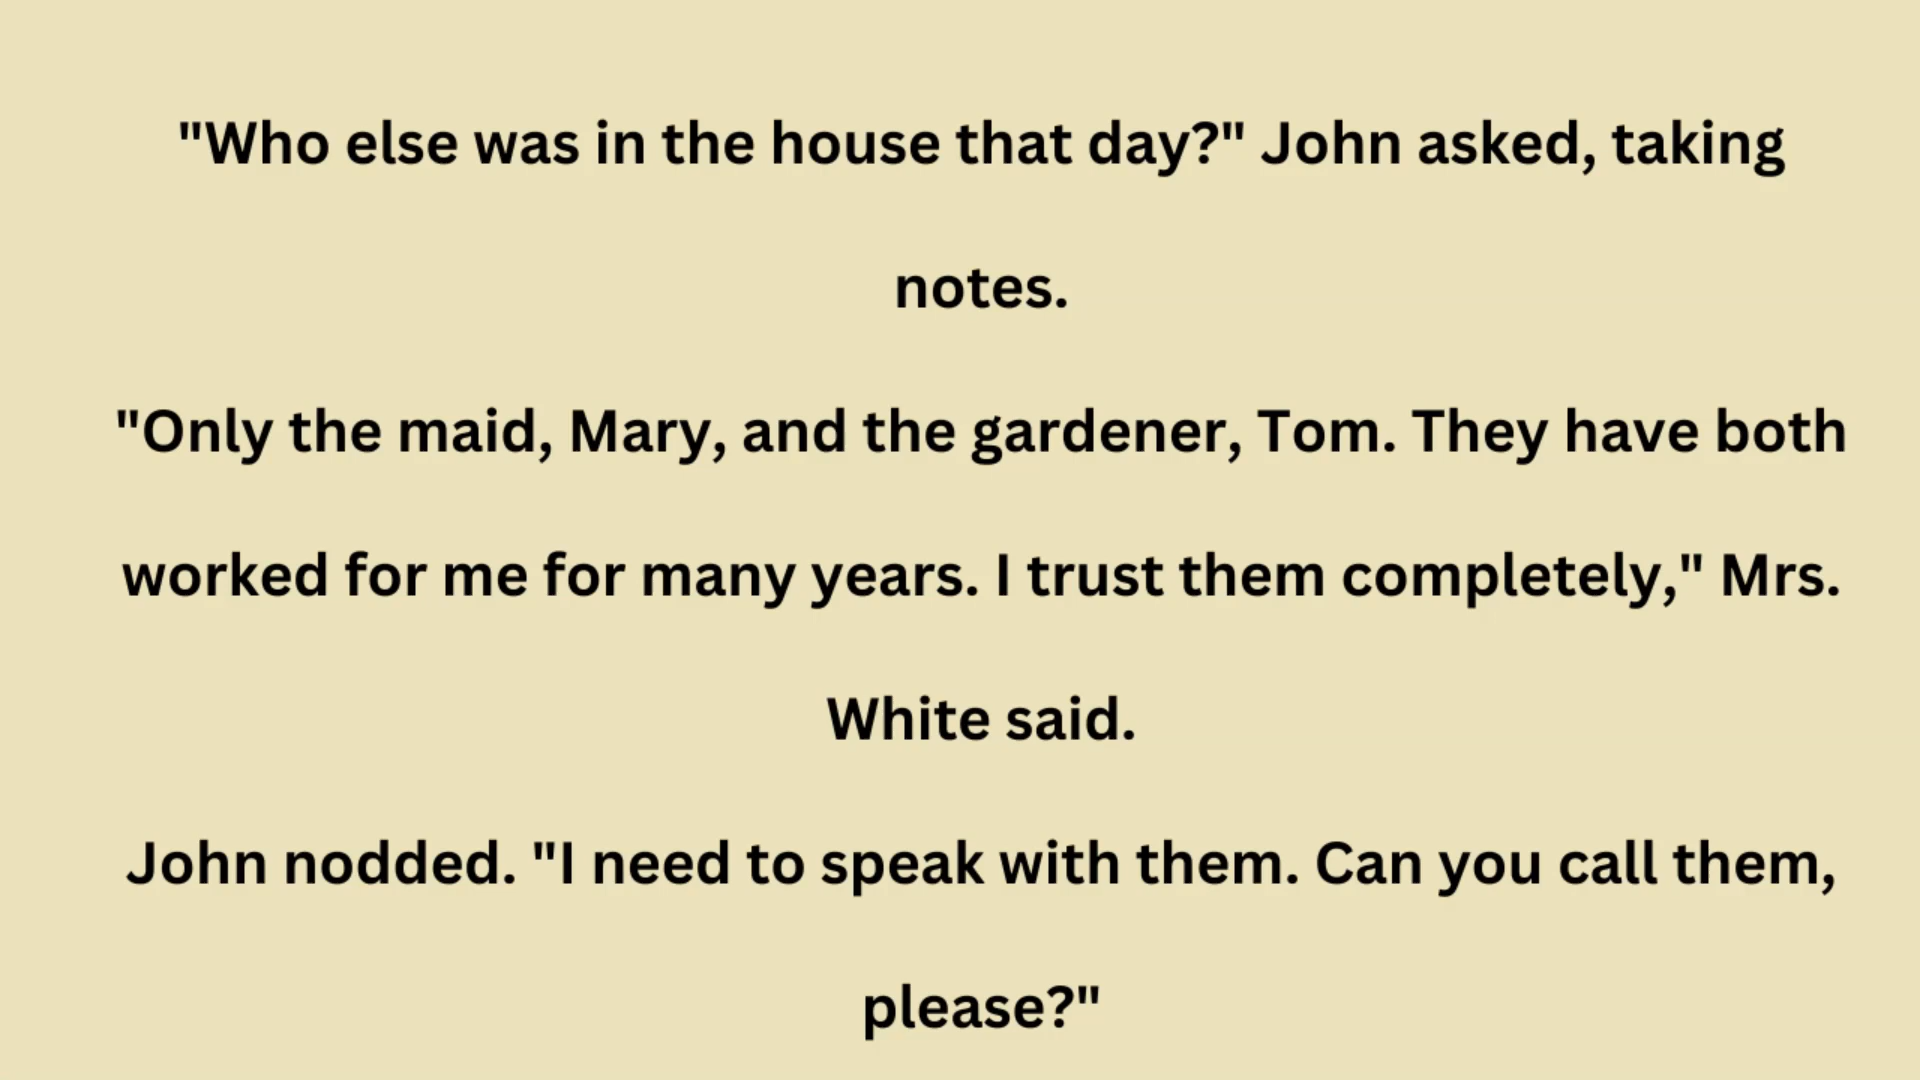 "Who else was in the house that day?" John asked, taking
notes.
"Only the maid, Mary, and the gardener, Tom. They have both
worked for me for many years. I trust them completely," Mrs.
White said.
John nodded. "I need to speak with them. Can you call them,
please?"